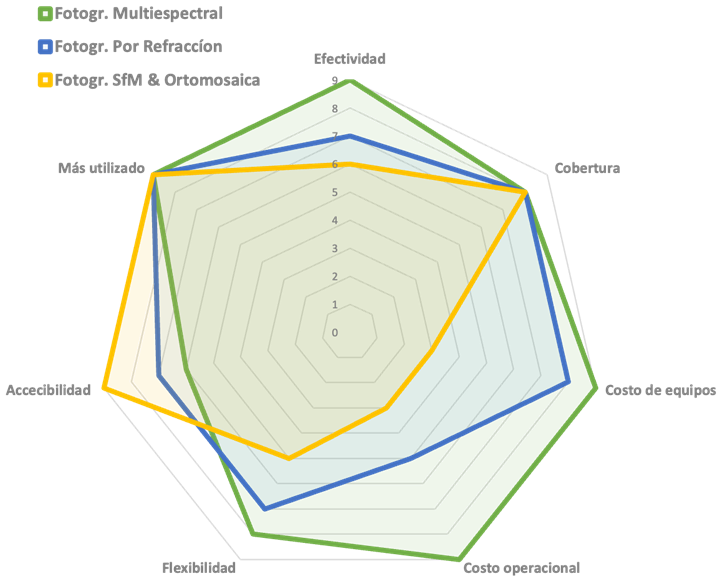 Fotogr. Multiespectral
Fotogr. Por Refraccíon
Fotogr. SfM & Ortomosaica
Efectividad
9
8
7
6
5
4
3
2
1
0
Más utilizado
Cobertura
Accecibilidad
Costo de equipos
Flexibilidad
Costo operacional